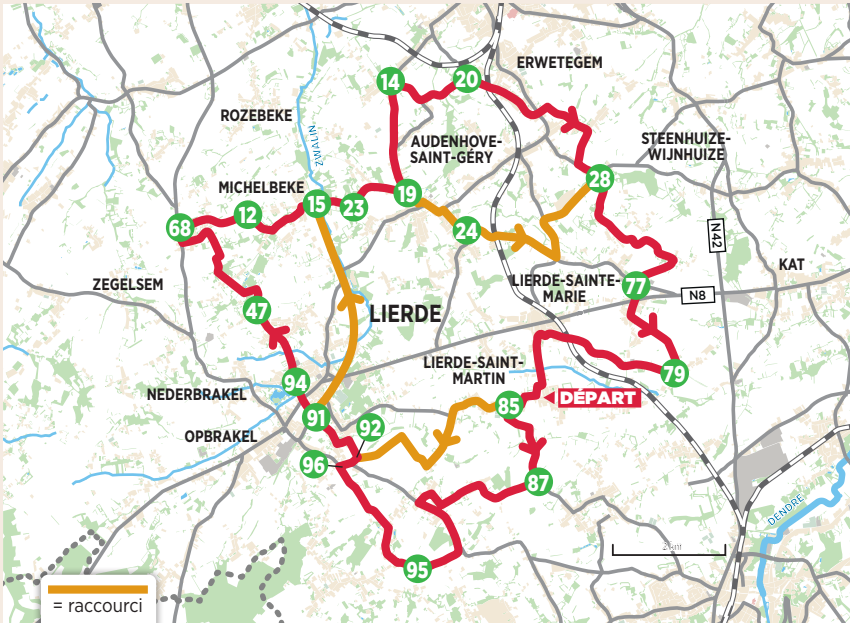 ERWETEGEM
14
20
ROZEBEKE
ZWALIN
AUDENHOVE-
SAINT-GÉRY
STEENHUIZE-
WIJNHUIZE
28
MICHELBEKE
15
23
19
12
68
24
N42
KAT
ZEGELSEM
LIERDE-SAINTE-
MARIE
77
N8
47
LIERDE
LIERDE-SAINT-
MARTIN
79
94
NEDERBRAKEL
85
DÉPART
91
92
OPBRAKEL
96
87
DENDRE
95
= raccourci